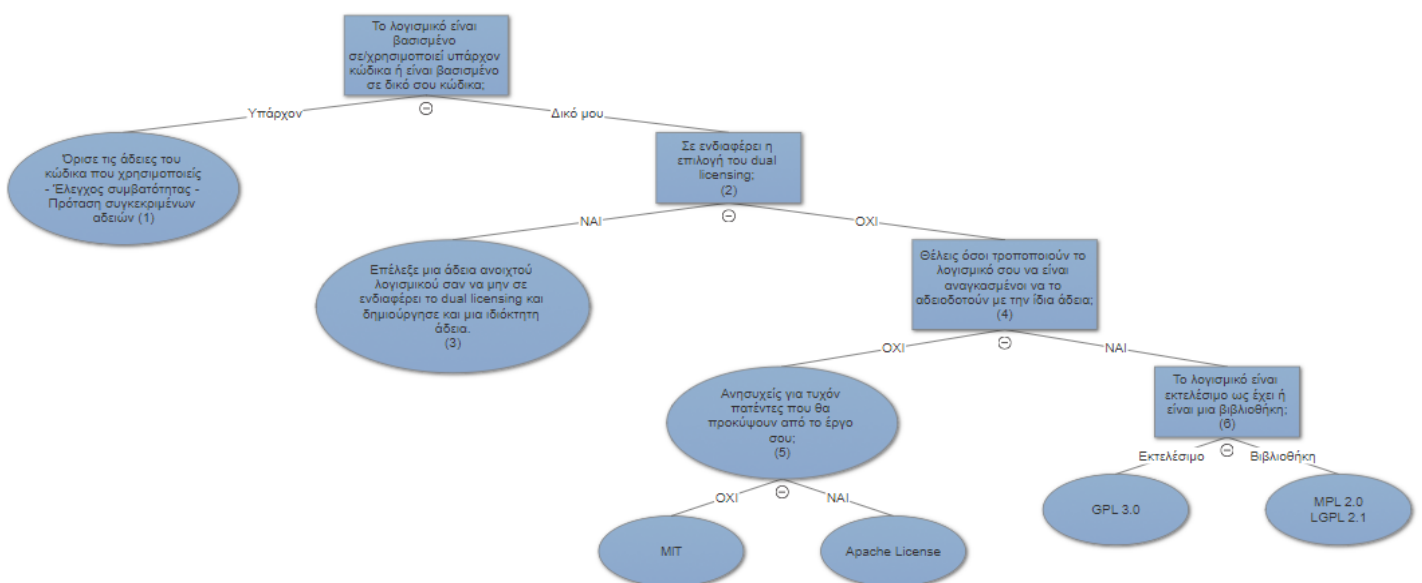 Το λογισμικό είναι
βασισμένο
σε/χρησιμοποιεί υπάρχον
κώδικα ή είναι βασισμένο
σε δικό σου κώδικα;
Υπάρχον
Δικό μου
Όρισε τις άδειες του
κώδικα που χρησιμοποιείς
- Έλεγχος συμβατότητας -
Πρόταση συγκεκριμένων
αδειών (1)
Σε ενδιαφέρει η
επιλογή του dual
licensing;
(2)
ΝΑΙ
ΟΧΙ
Επέλεξε μια άδεια ανοιχτού
λογισμικού σαν να μην σε
ενδιαφέρει το dual licensing και
δημιούργησε και μια ιδιόκτητη
άδεια.
(3)
Θέλεις όσοι τροποποιούν το
λογισμικό σου να είναι
αναγκασμένοι να το
αδειοδοτούν με την ίδια άδεια;
(4)
ΟΧΙ
ΝΑΙ
Ανησυχείς για τυχόν
πατέντες που θα
προκύψουν από το έργο
σου;
(5)
Το λογισμικό είναι
εκτελέσιμο ως έχει ή
είναι μια βιβλιοθήκη;
(6)
ΟΧΙ
ΝΑΙ
Εκτελέσιμο
Βιβλιοθήκη
MIT
Apache License
GPL 3.0
MPL 2.0
LGPL 2.1